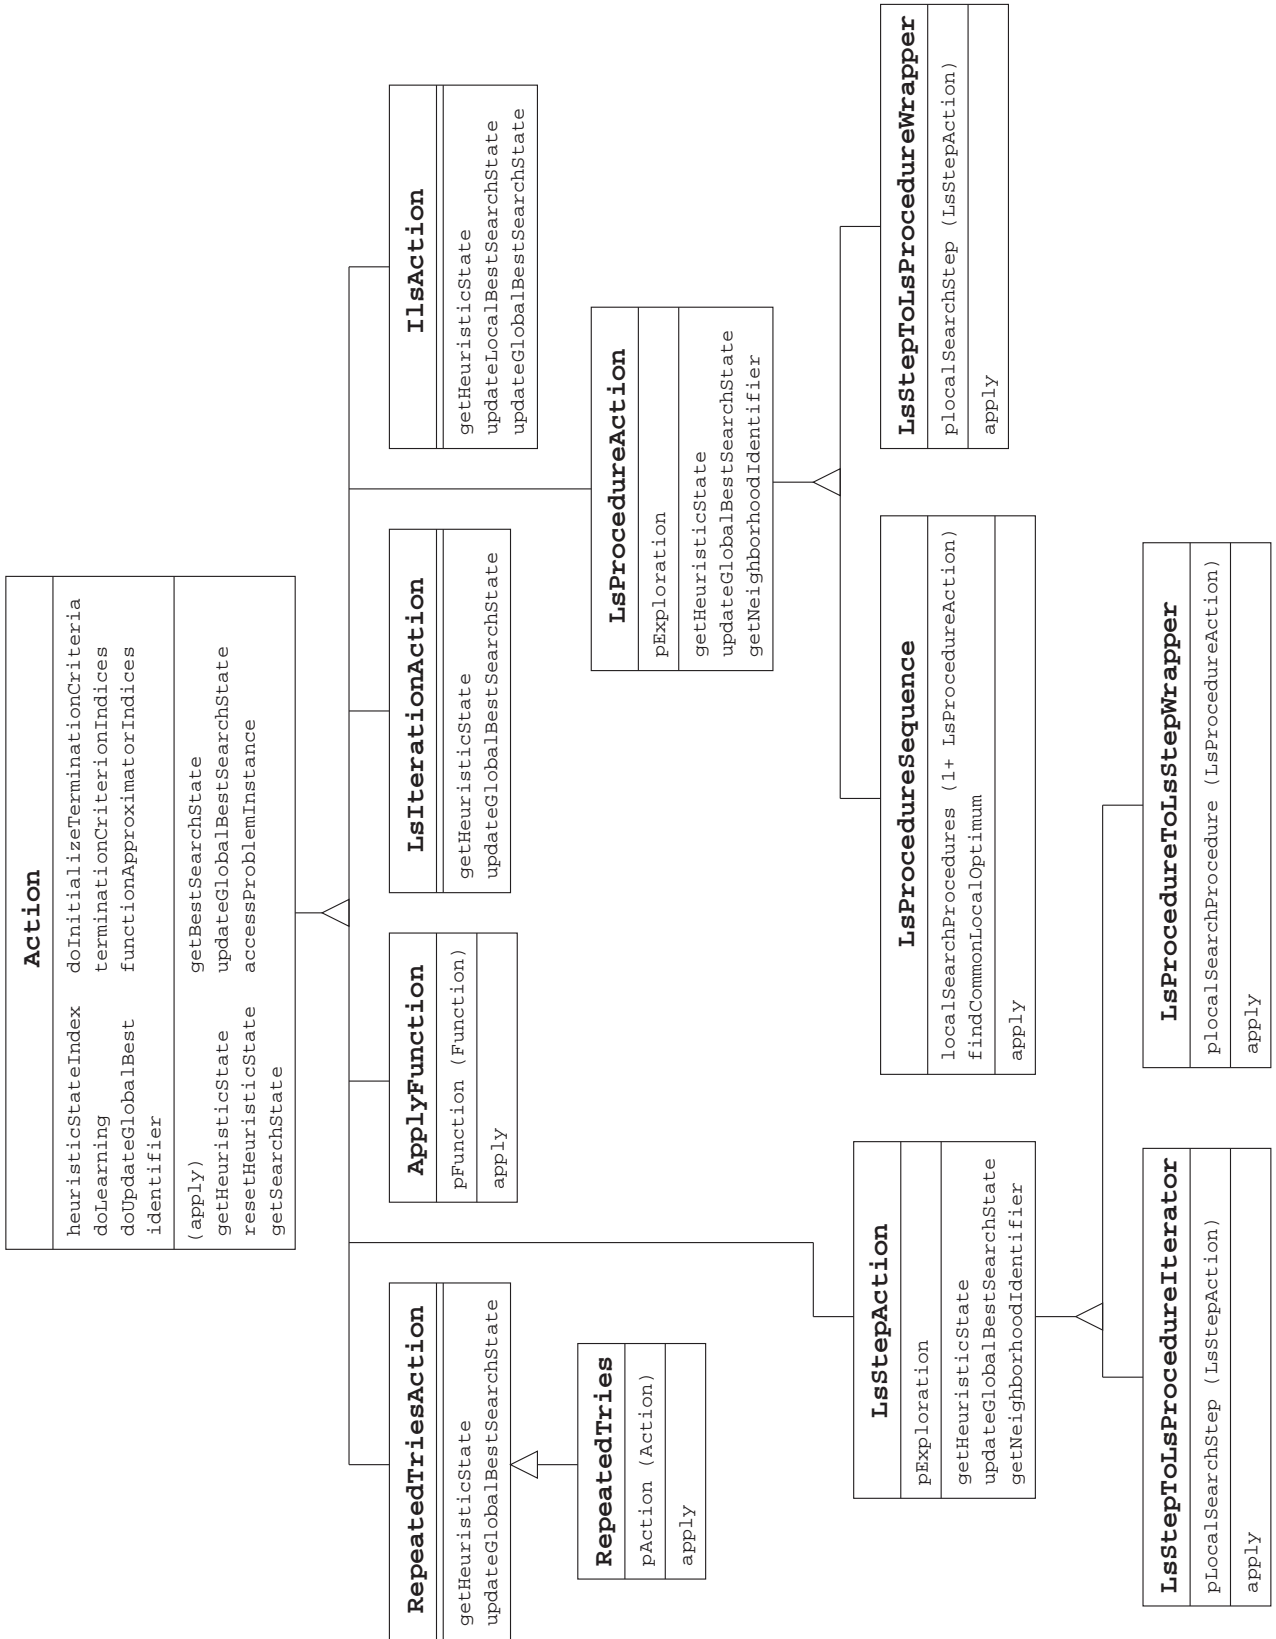 Action
heuristicStateIndex doInitializeTerminationCriteria
doLearning terminationCriterionIndices
doUpdateGlobalBest functionApproximatorIndices
identifier
(apply) getBestSearchState
getHeuristicState updateGlobalBestSearchState
resetHeuristicState accessProblemInstance
getSearchState
RepeatedTriesAction
getHeuristicState
updateGlobalBestSearchState
ApplyFunction
pFunction (Function)
apply
LsIterationAction
getHeuristicState
updateGlobalBestSearchState
IlsAction
getHeuristicState
updateLocalBestSearchState
updateGlobalBestSearchState
RepeatedTries
pAction (Action)
apply
LsProcedureAction
pExploration
getHeuristicState
updateGlobalBestSearchState
getNeighborhoodIdentifier
LsStepAction
pExploration
getHeuristicState
updateGlobalBestSearchState
getNeighborhoodIdentifier
LsProcedureSequence
localSearchProcedures (1+ LsProcedureAction)
findCommonLocalOptimum
apply
LsStepToLsProcedureWrapper
plocalSearchStep (LsStepAction)
apply
LsStepToLsProcedureIterator
pLocalSearchStep (LsStepAction)
apply
LsProcedureToLsStepWrapper
plocalSearchProcedure (LsProcedureAction)
apply